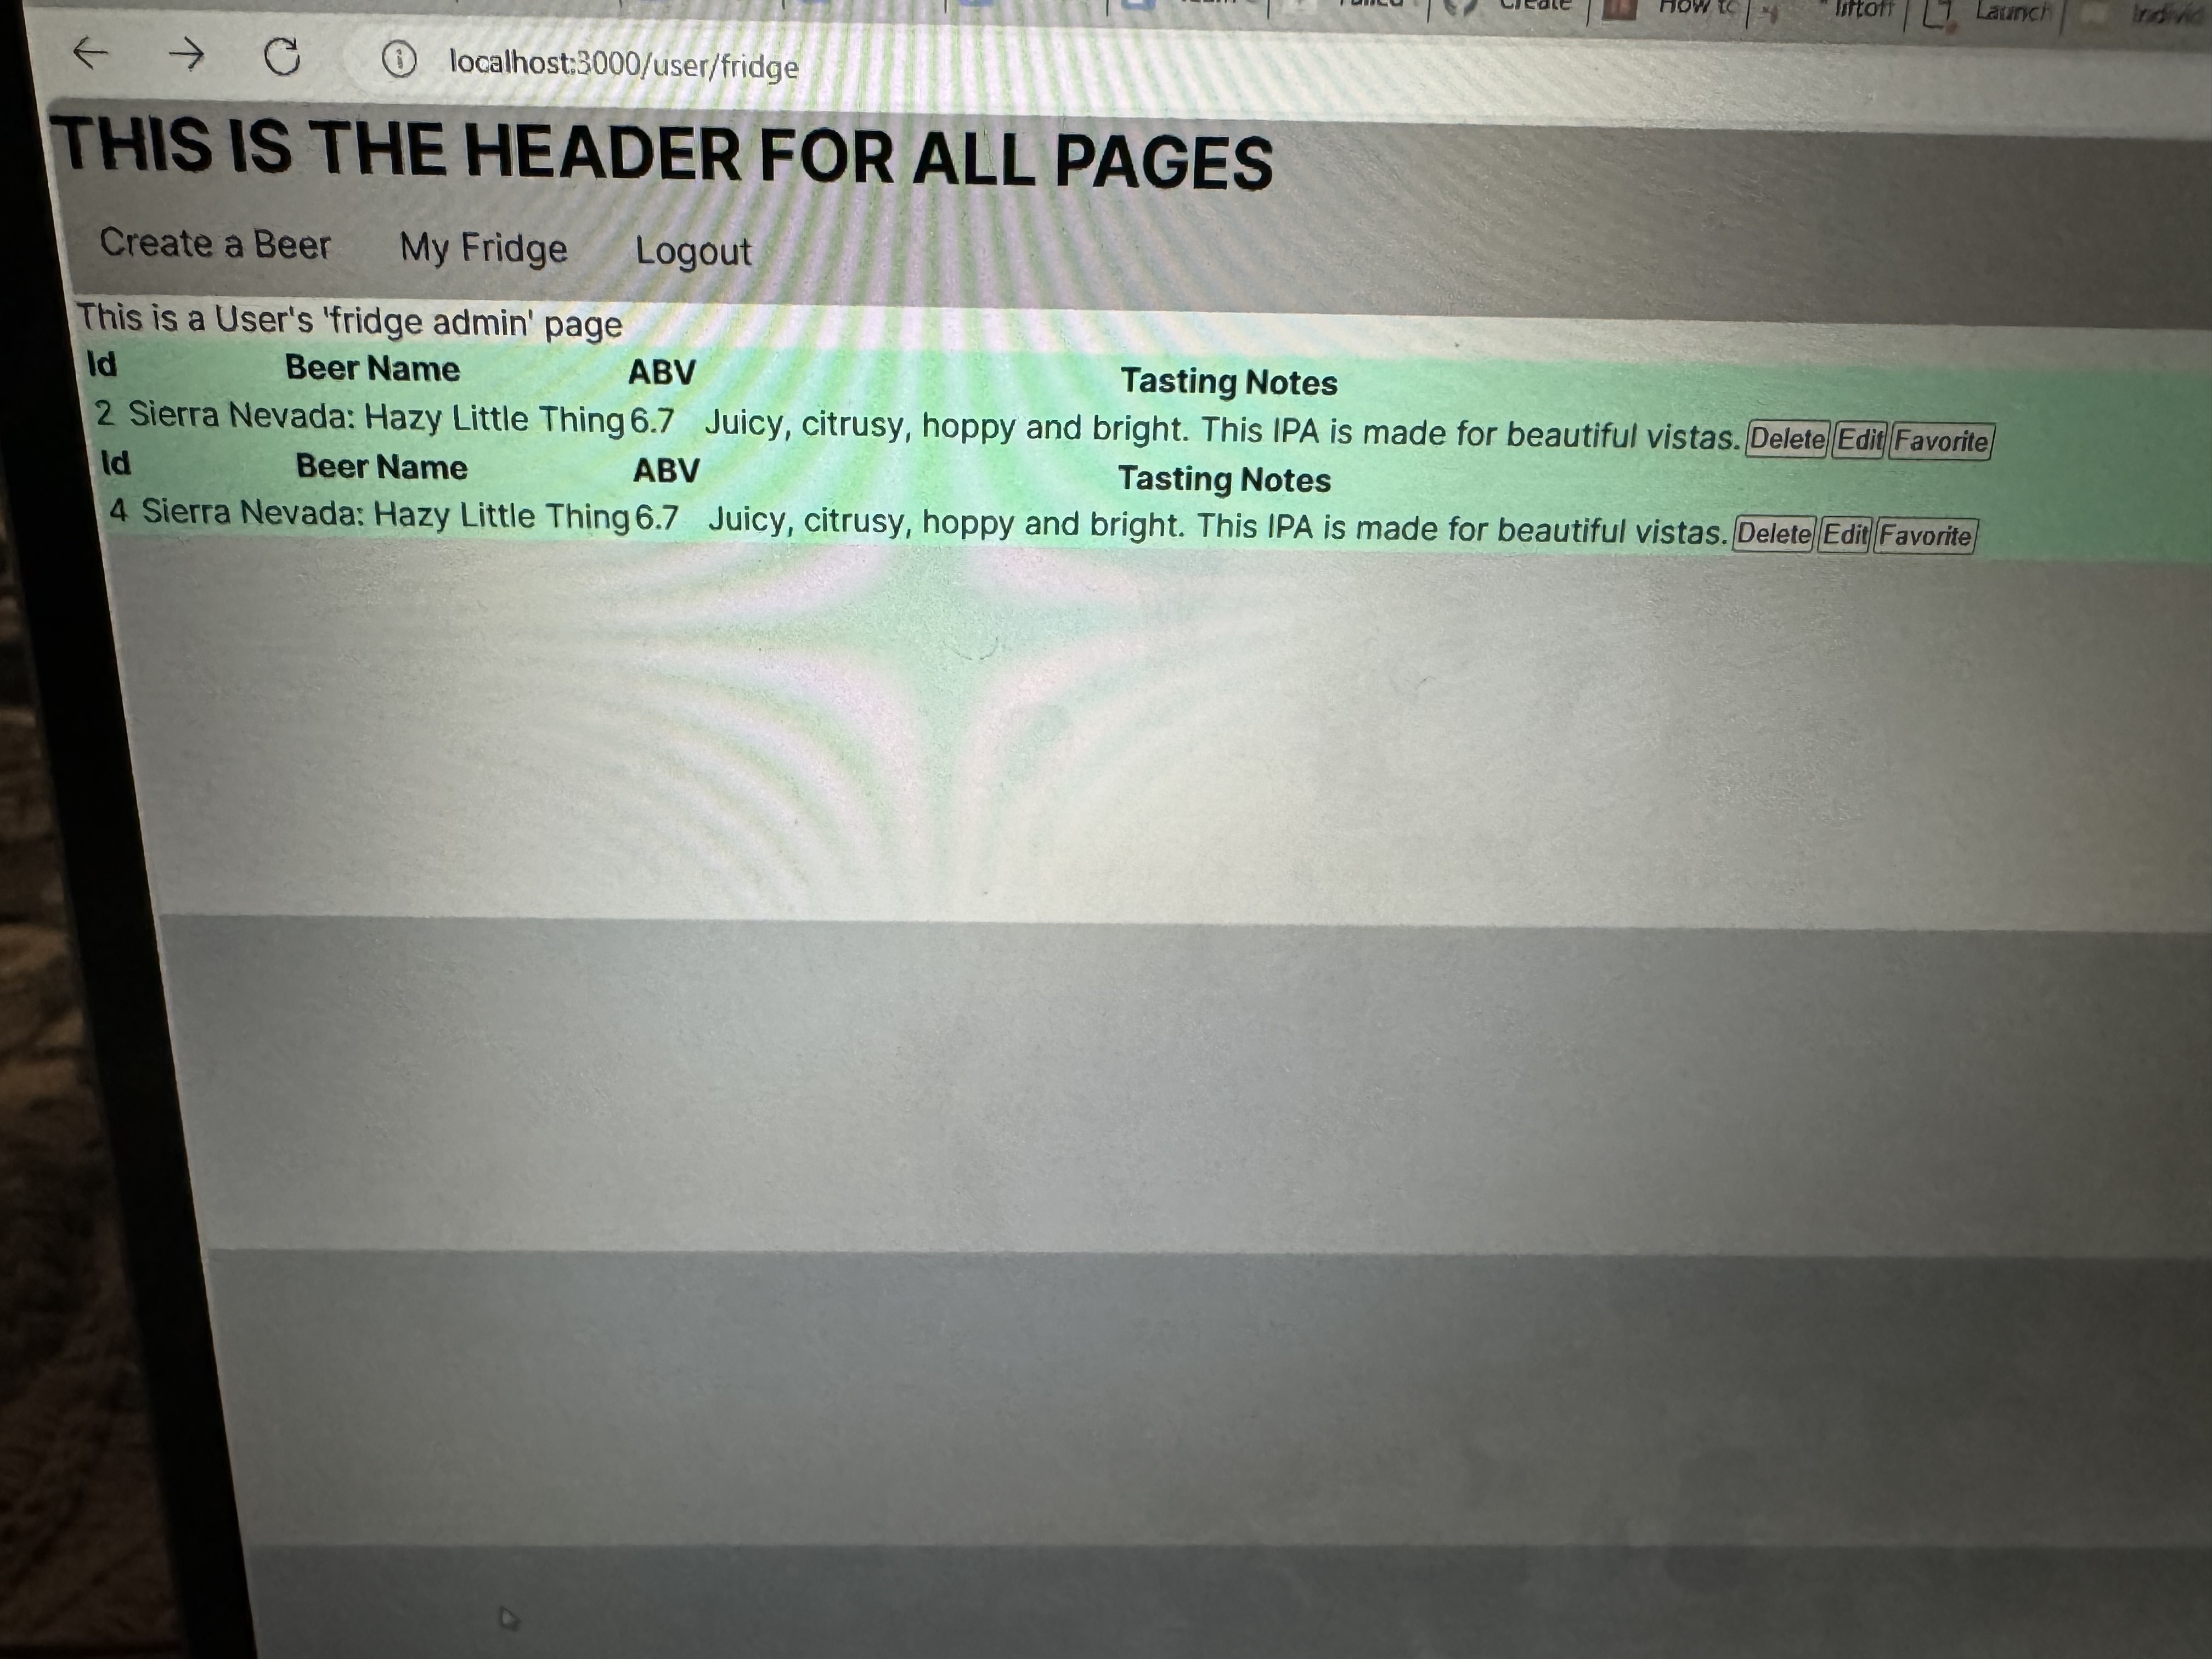 Create How to liftoff Launch
localhost:3000/user/fridge
THIS IS THE HEADER FOR ALL PAGES
Create a Beer My Fridge Logout
This is a User's 'fridge admin' page
Id Beer Name ABV Tasting Notes
2 Sierra Nevada: Hazy Little Thing 6.7 Juicy, citrusy, hoppy and bright. This IPA is made for beautiful vistas. Delete Edit Favorite
Id Beer Name ABV Tasting Notes
4 Sierra Nevada: Hazy Little Thing 6.7 Juicy, citrusy, hoppy and bright. This IPA is made for beautiful vistas. Delete Edit Favorite